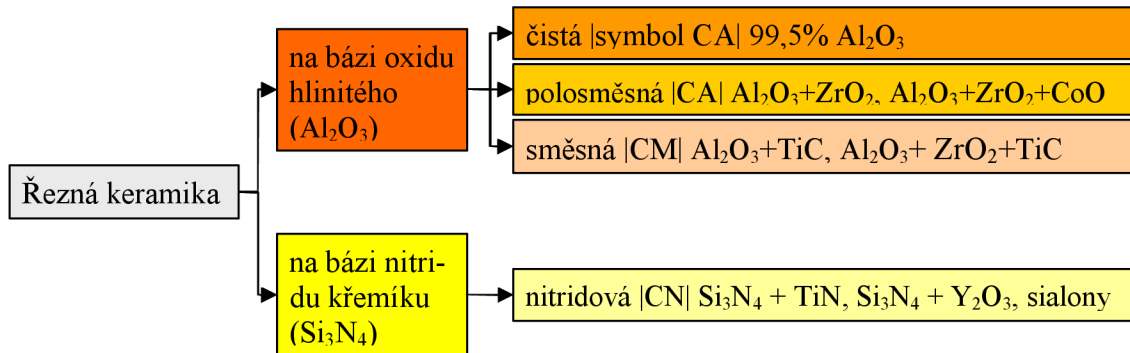 Řezná keramika
na bázi oxidu
hlinitého
(Al₂O₃)
čistá |symbol CA| 99,5% Al₂O₃
polosměsná |CA| Al₂O₃+ZrO₂, Al₂O₃+ZrO₂+CoO
směsná |CM| Al₂O₃+TiC, Al₂O₃+ ZrO₂+TiC
na bázi nitri-
du křemíku
(Si₃N₄)
nitridová |CN| Si₃N₄ + TiN, Si₃N₄ + Y₂O₃, sialony